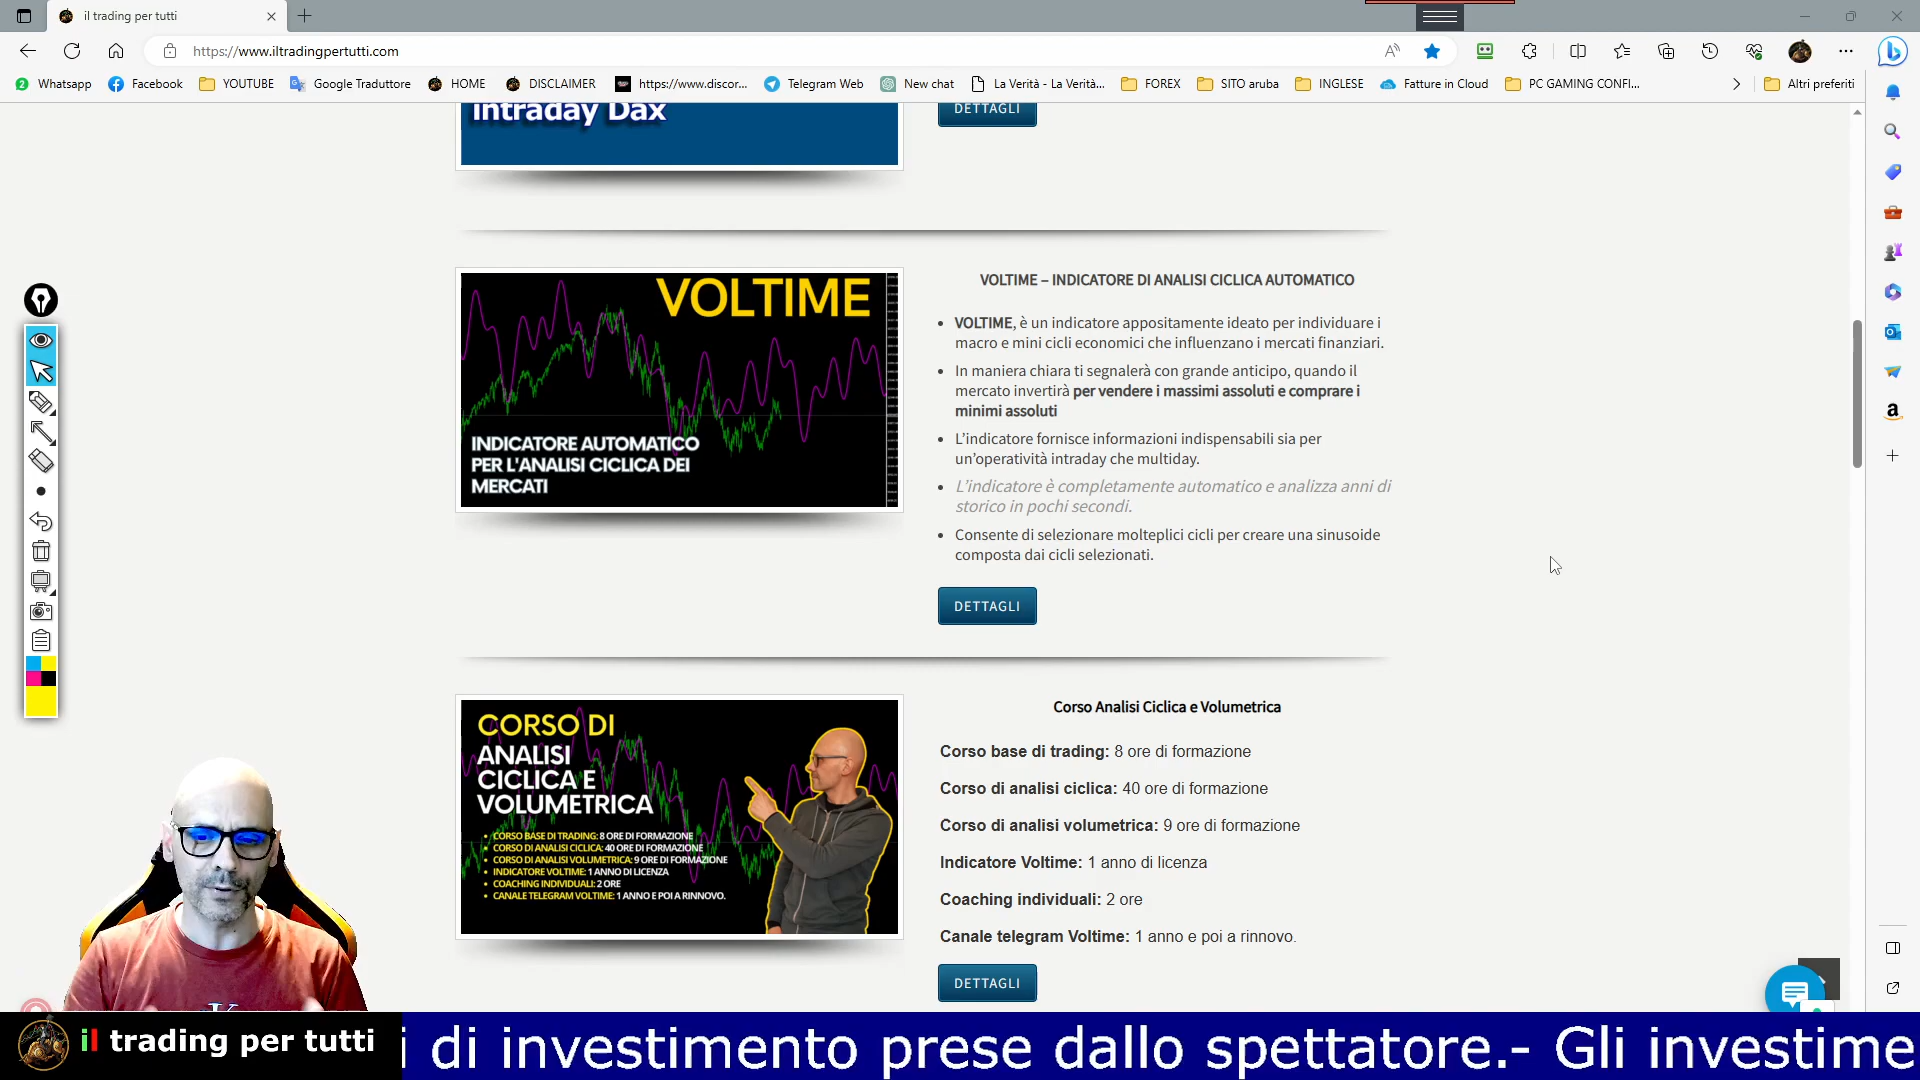 il trading per tutti
https://www.iltradingpertutti.com
Whatsapp
Facebook
YOUTUBE
Google Traduttore
HOME
DISCLAIMER
https://www.discor...
Telegram Web
New chat
La Verità - La Verità...
FOREX
SITO aruba
INGLESE
Fatture in Cloud
PC GAMING CONFI...
Altri preferiti
Intraday Dax
DETTAGLI
VOLTIME
INDICATORE AUTOMATICO
PER L'ANALISI CICLICA DEI
MERCATI
VOLTIME – INDICATORE DI ANALISI CICLICA AUTOMATICO
• VOLTIME, è un indicatore appositamente ideato per individuare i
macro e mini cicli economici che influenzano i mercati finanziari.
• In maniera chiara ti segnalerà con grande anticipo, quando il
mercato invertirà per vendere i massimi assoluti e comprare i
minimi assoluti
• L'indicatore fornisce informazioni indispensabili sia per
un'operatività intraday che multiday.
• L'indicatore è completamente automatico e analizza anni di
storico in pochi secondi.
• Consente di selezionare molteplici cicli per creare una sinusoide
composta dai cicli selezionati.
DETTAGLI
CORSO DI
ANALISI
CICLICA E
VOLUMETRICA
• CORSO BASE DI TRADING: 8 ORE DI FORMAZIONE
• CORSO DI ANALISI CICLICA: 40 ORE DI FORMAZIONE
• CORSO DI ANALISI VOLUMETRICA: 9 ORE DI FORMAZIONE
• INDICATORE VOLTIME: 1 ANNO DI LICENZA
• COACHING INDIVIDUALI: 2 ORE
• CANALE TELEGRAM VOLTIME: 1 ANNO E POI A RINNOVO.
Corso Analisi Ciclica e Volumetrica
Corso base di trading: 8 ore di formazione
Corso di analisi ciclica: 40 ore di formazione
Corso di analisi volumetrica: 9 ore di formazione
Indicatore Voltime: 1 anno di licenza
Coaching individuali: 2 ore
Canale telegram Voltime: 1 anno e poi a rinnovo.
DETTAGLI
il trading per tutti
i di investimento prese dallo spettatore.- Gli investime